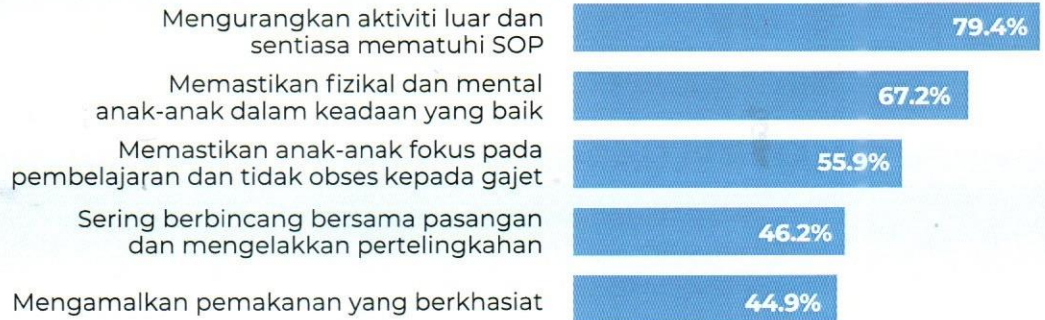 Mengurangkan aktiviti luar dan
sentiasa mematuhi SOP
79.4%
Memastikan fizikal dan mental
anak-anak dalam keadaan yang baik
67.2%
Memastikan anak-anak fokus pada
pembelajaran dan tidak obses kepada gajet
55.9%
Sering berbincang bersama pasangan
dan mengelakkan pertelingkahan
46.2%
Mengamalkan pemakanan yang berkhasiat
44.9%